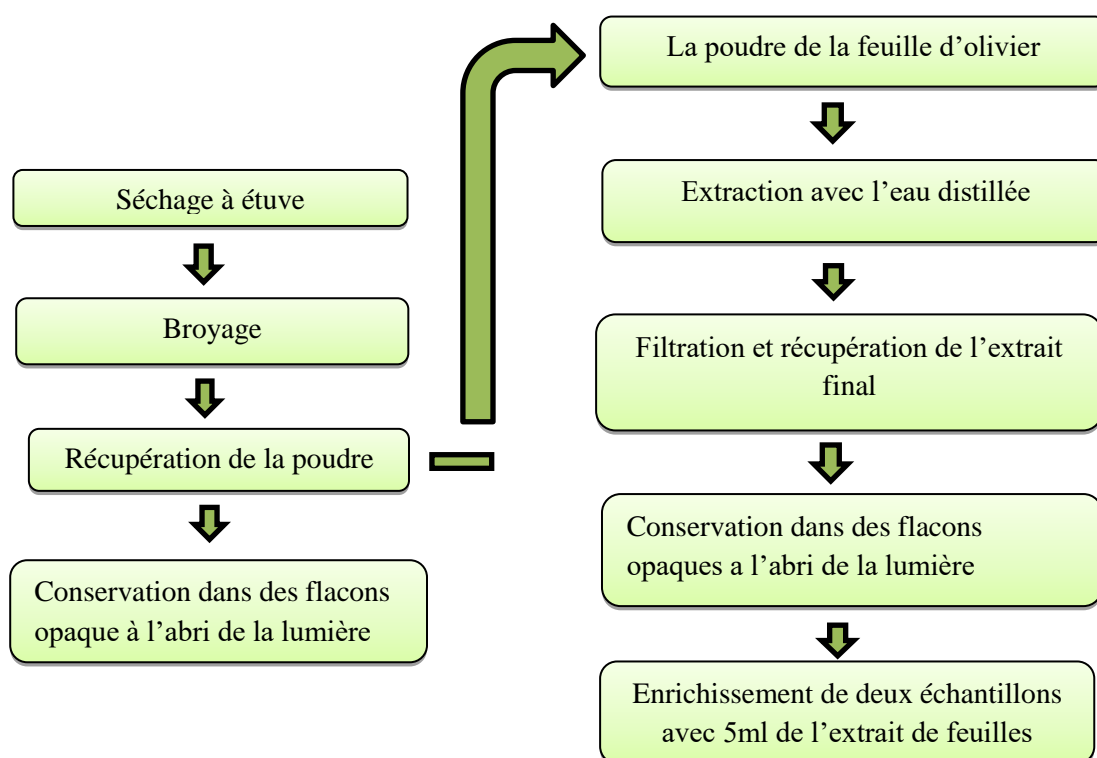 Séchage à étuve
Broyage
Récupération de la poudre
Conservation dans des flacons
opaque à l’abri de la lumière
La poudre de la feuille d’olivier
Extraction avec l’eau distillée
Filtration et récupération de l’extrait
final
Conservation dans des flacons
opaques a l’abri de la lumière
Enrichissement de deux échantillons
avec 5ml de l’extrait de feuilles